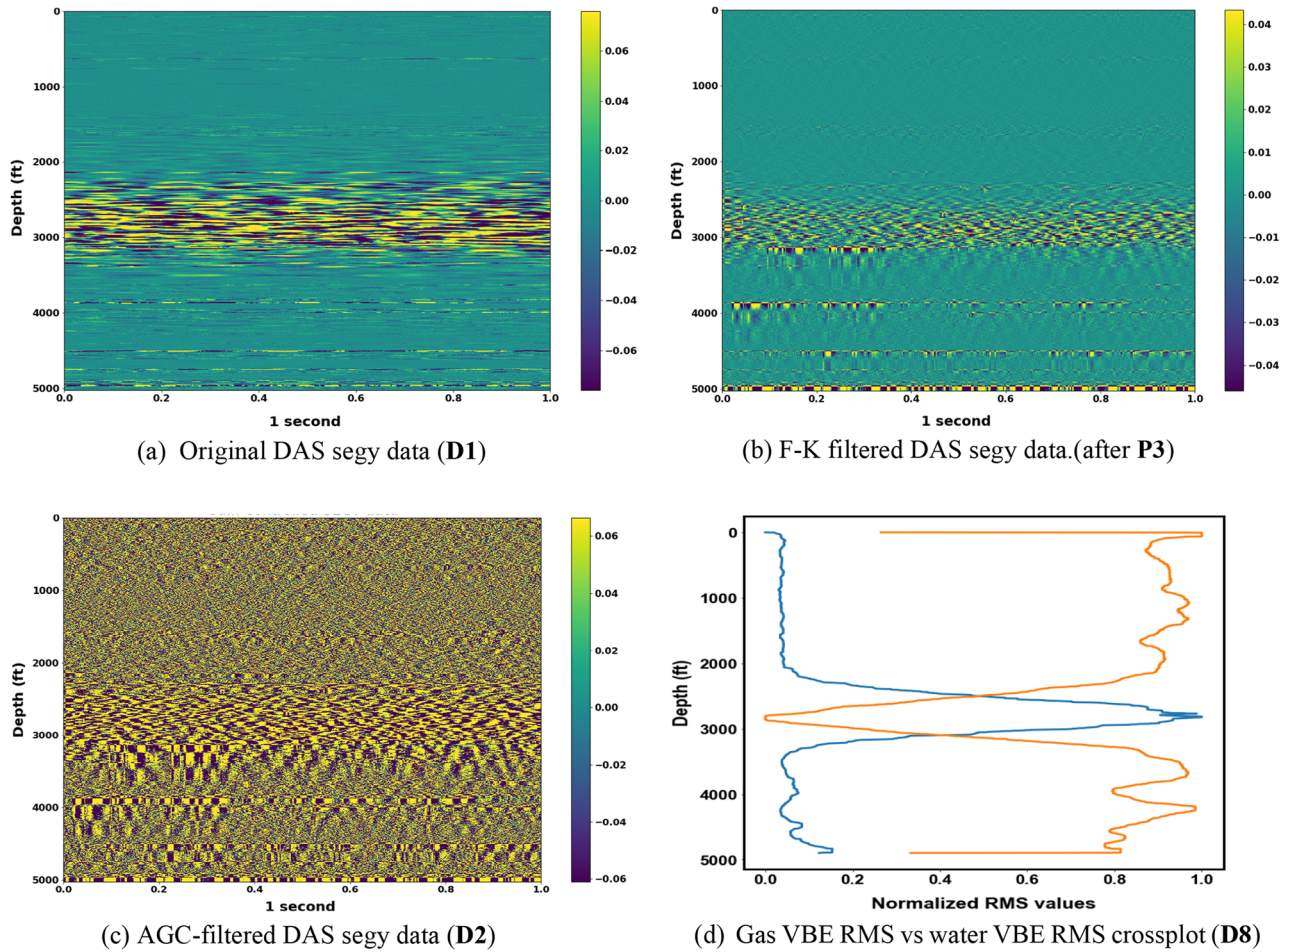 0
1000
2000
3000
4000
5000
Depth (ft)
0.0 0.2 0.4 0.6 0.8 1.0
1 second
0.06
0.04
0.02
0.00
−0.02
−0.04
−0.06
(a) Original DAS segy data (D1)
0
1000
2000
3000
4000
5000
Depth (ft)
0.0 0.2 0.4 0.6 0.8 1.0
1 second
0.04
0.03
0.02
0.00
−0.01
−0.02
−0.03
−0.04
(b) F-K filtered DAS segy data.(after P3)
0
1000
2000
3000
4000
5000
Depth (ft)
0.0 0.2 0.4 0.6 0.8 1.0
1 second
0.06
0.04
0.02
0.00
−0.02
−0.04
−0.06
(c) AGC-filtered DAS segy data (D2)
0
1000
2000
3000
4000
5000
Depth (ft)
0.0 0.2 0.4 0.6 0.8 1.0
Normalized RMS values
(d) Gas VBE RMS vs water VBE RMS crossplot (D8)